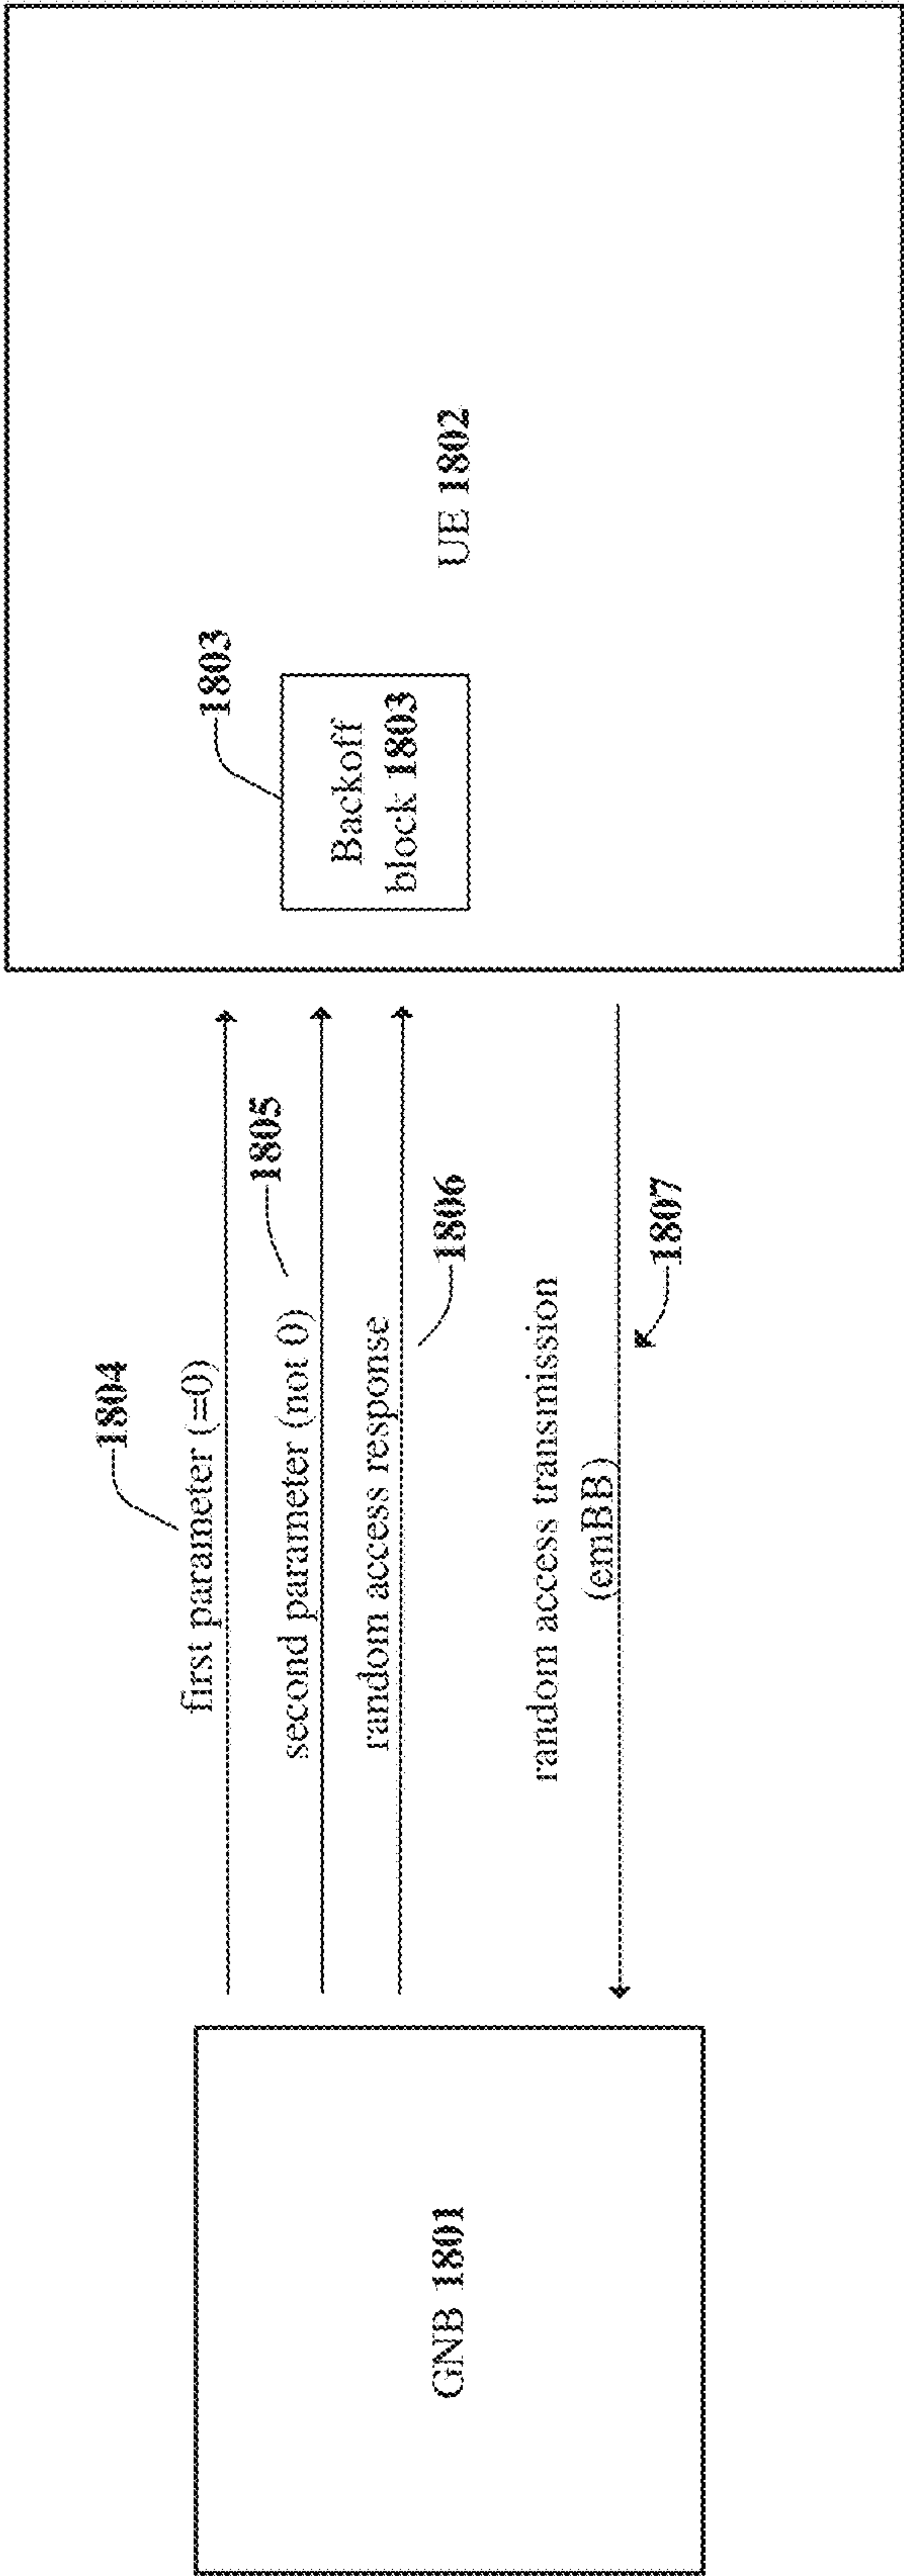 1804
first parameter (=0)
1805
second parameter (not 0)
random access response
1806
random access transmission
(emBB)
1807
GNB 1801
1803
Backoff
block 1803
UE 1802